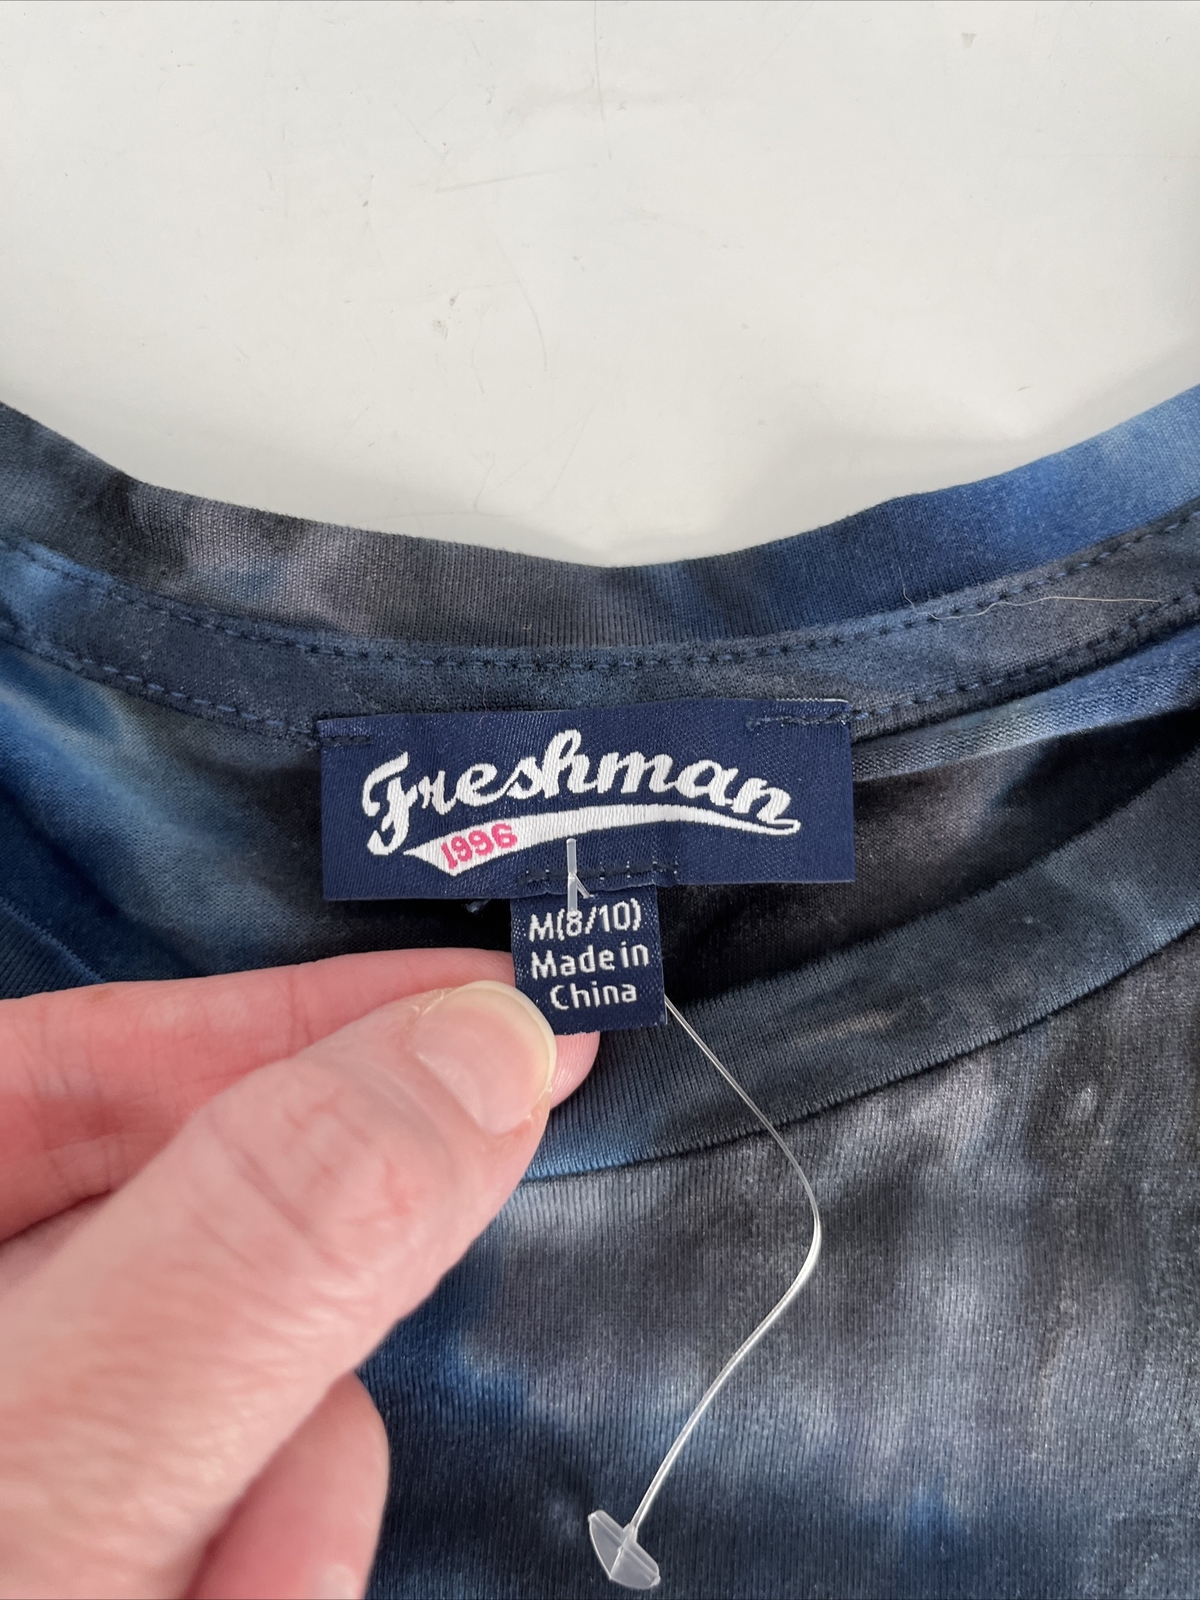 Freshman
1996
M(8/10)
Made in
China